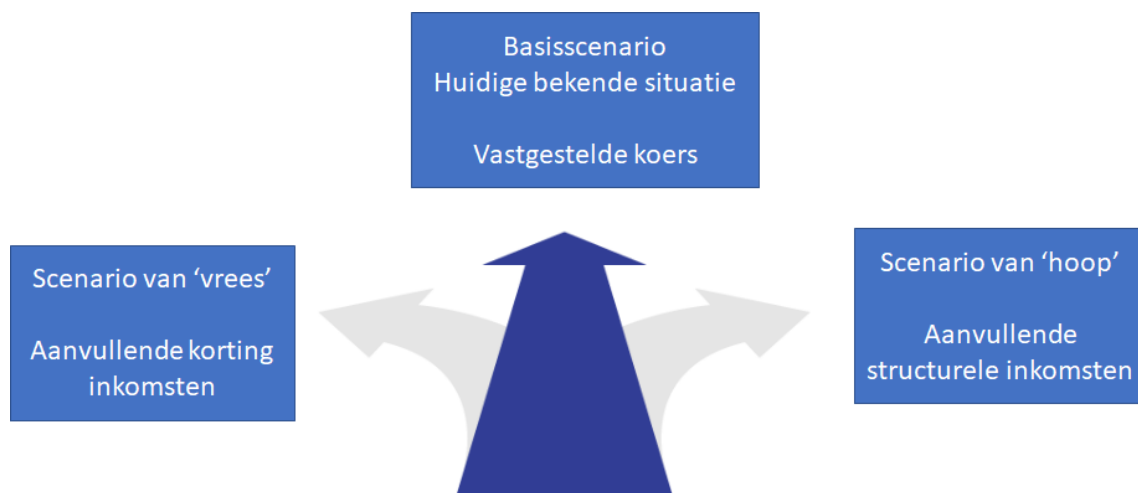 Basisscenario
Huidige bekende situatie
Vastgestelde koers
Scenario van ‘vrees’
Aanvullende korting
inkomsten
Scenario van ‘hoop’
Aanvullende
structurele inkomsten